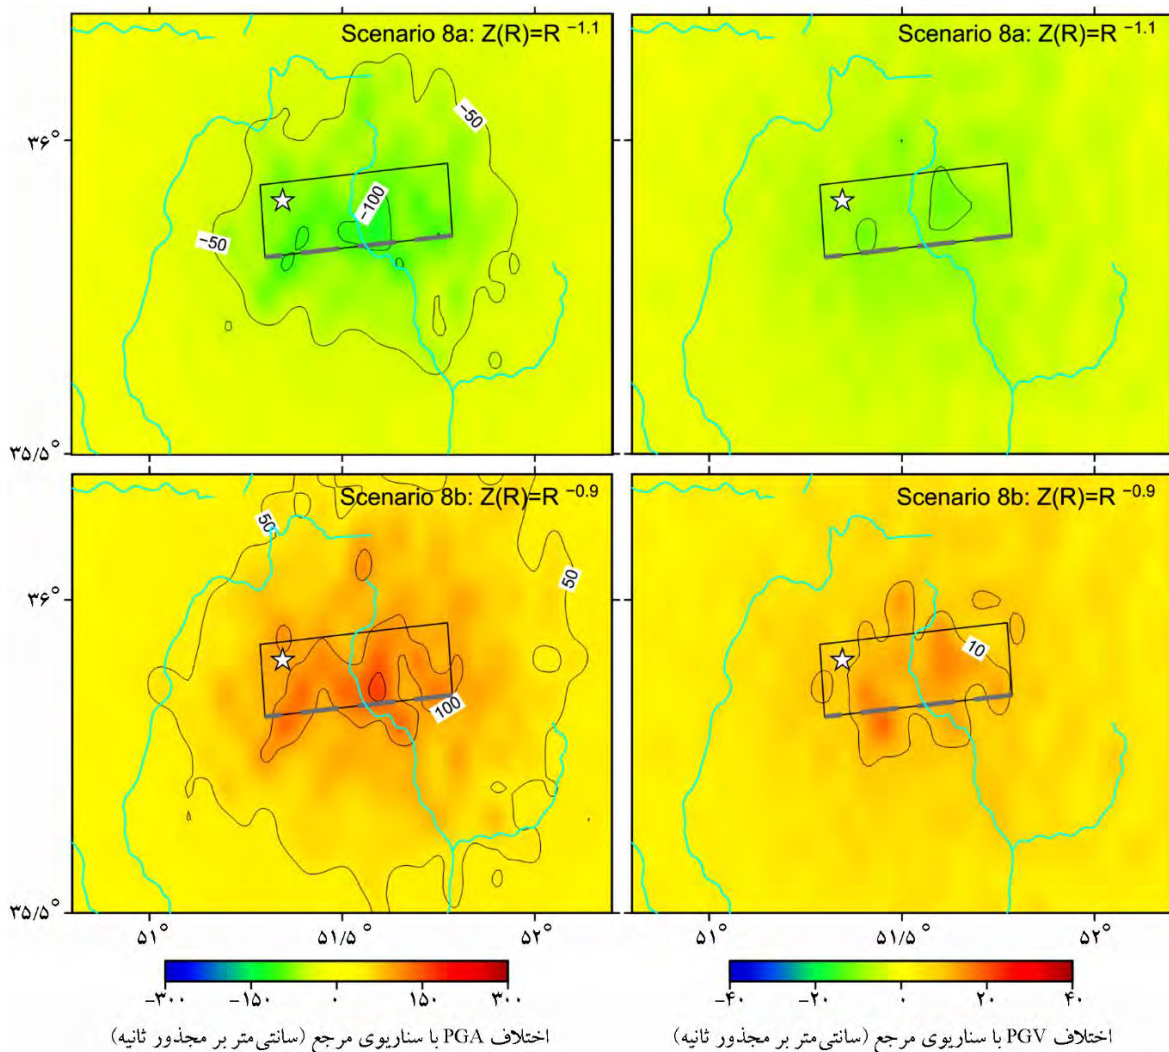 Scenario 8a: Z(R)=R −1.1
Scenario 8a: Z(R)=R −1.1
−50
۳۶°
−100
−50
۳۵/۵°
Scenario 8b: Z(R)=R −0.9
Scenario 8b: Z(R)=R −0.9
50
50
۳۶°
10
100
۳۵/۵°
۵۱° ۵۱/۵° ۵۲° ۵۱° ۵۱/۵° ۵۲°
−۳۰۰ −۱۵۰ ۰ ۱۵۰ ۳۰۰ −۴۰ −۲۰ ۰ ۲۰ ۴۰
اختلاف PGA با سناریوی مرجع (سانتی‌متر بر مجذور ثانیه)
اختلاف PGV با سناریوی مرجع (سانتی‌متر بر مجذور ثانیه)